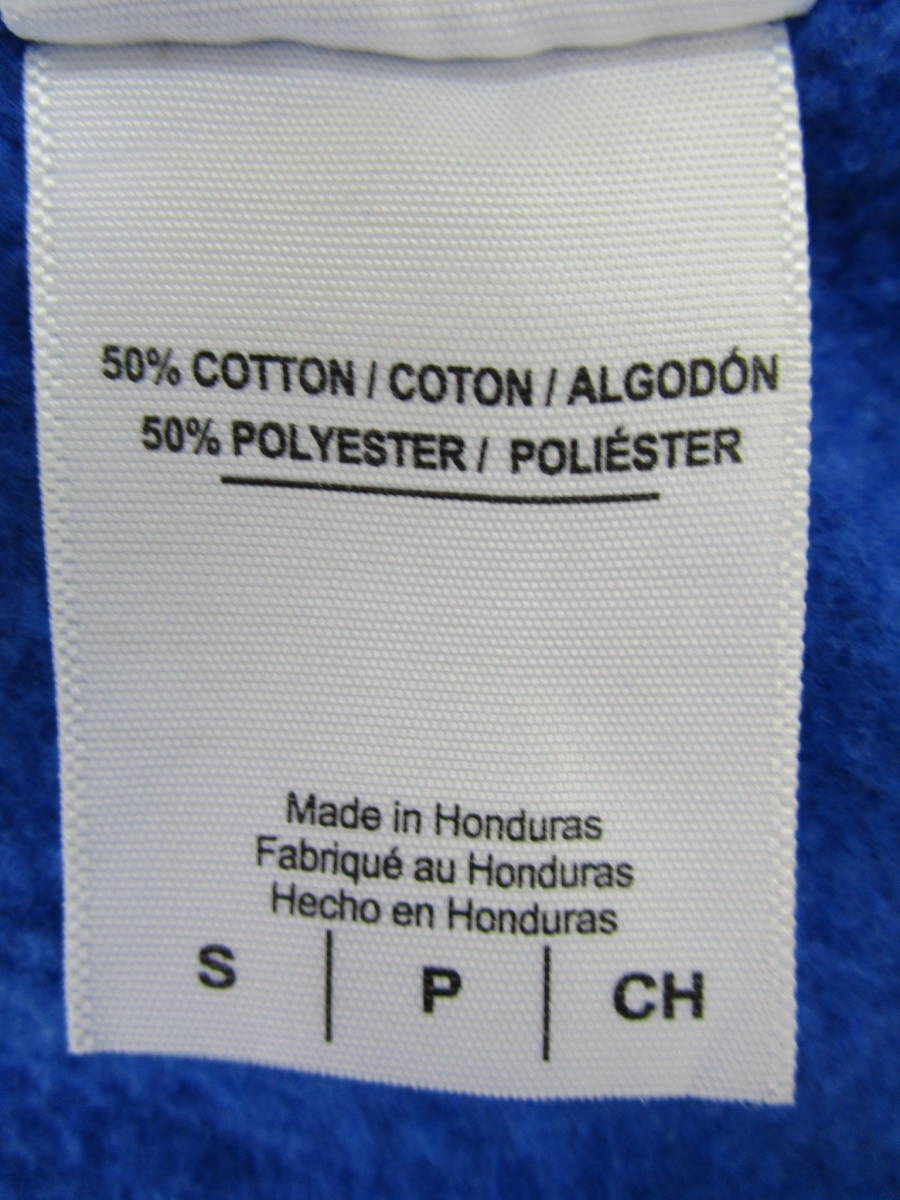 50% COTTON / COTON / ALGODÓN
50% POLYESTER / POLIÉSTER
Made in Honduras
Fabriqué au Honduras
Hecho en Honduras
S | P | CH